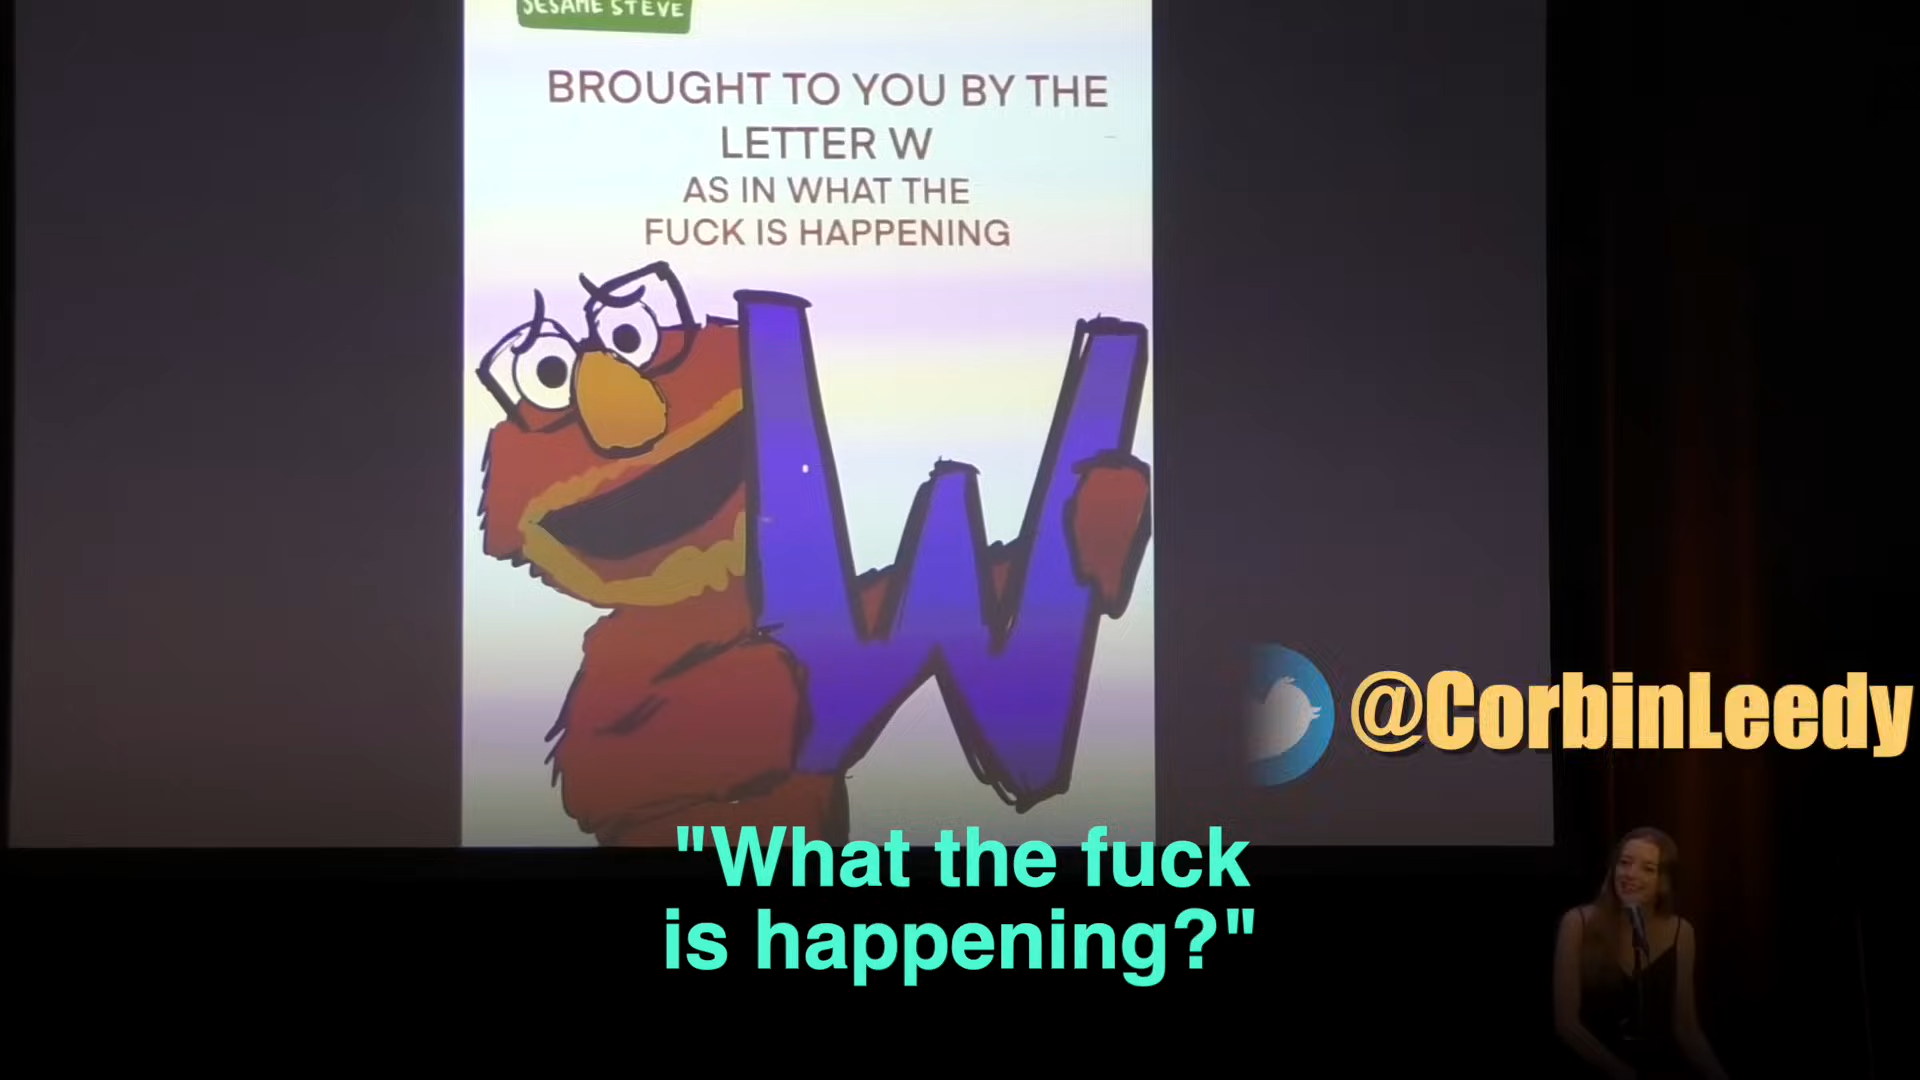 SESAME STEVE
BROUGHT TO YOU BY THE
LETTER W
AS IN WHAT THE
FUCK IS HAPPENING
W
@CorbinLeedy
"What the fuck
is happening?"